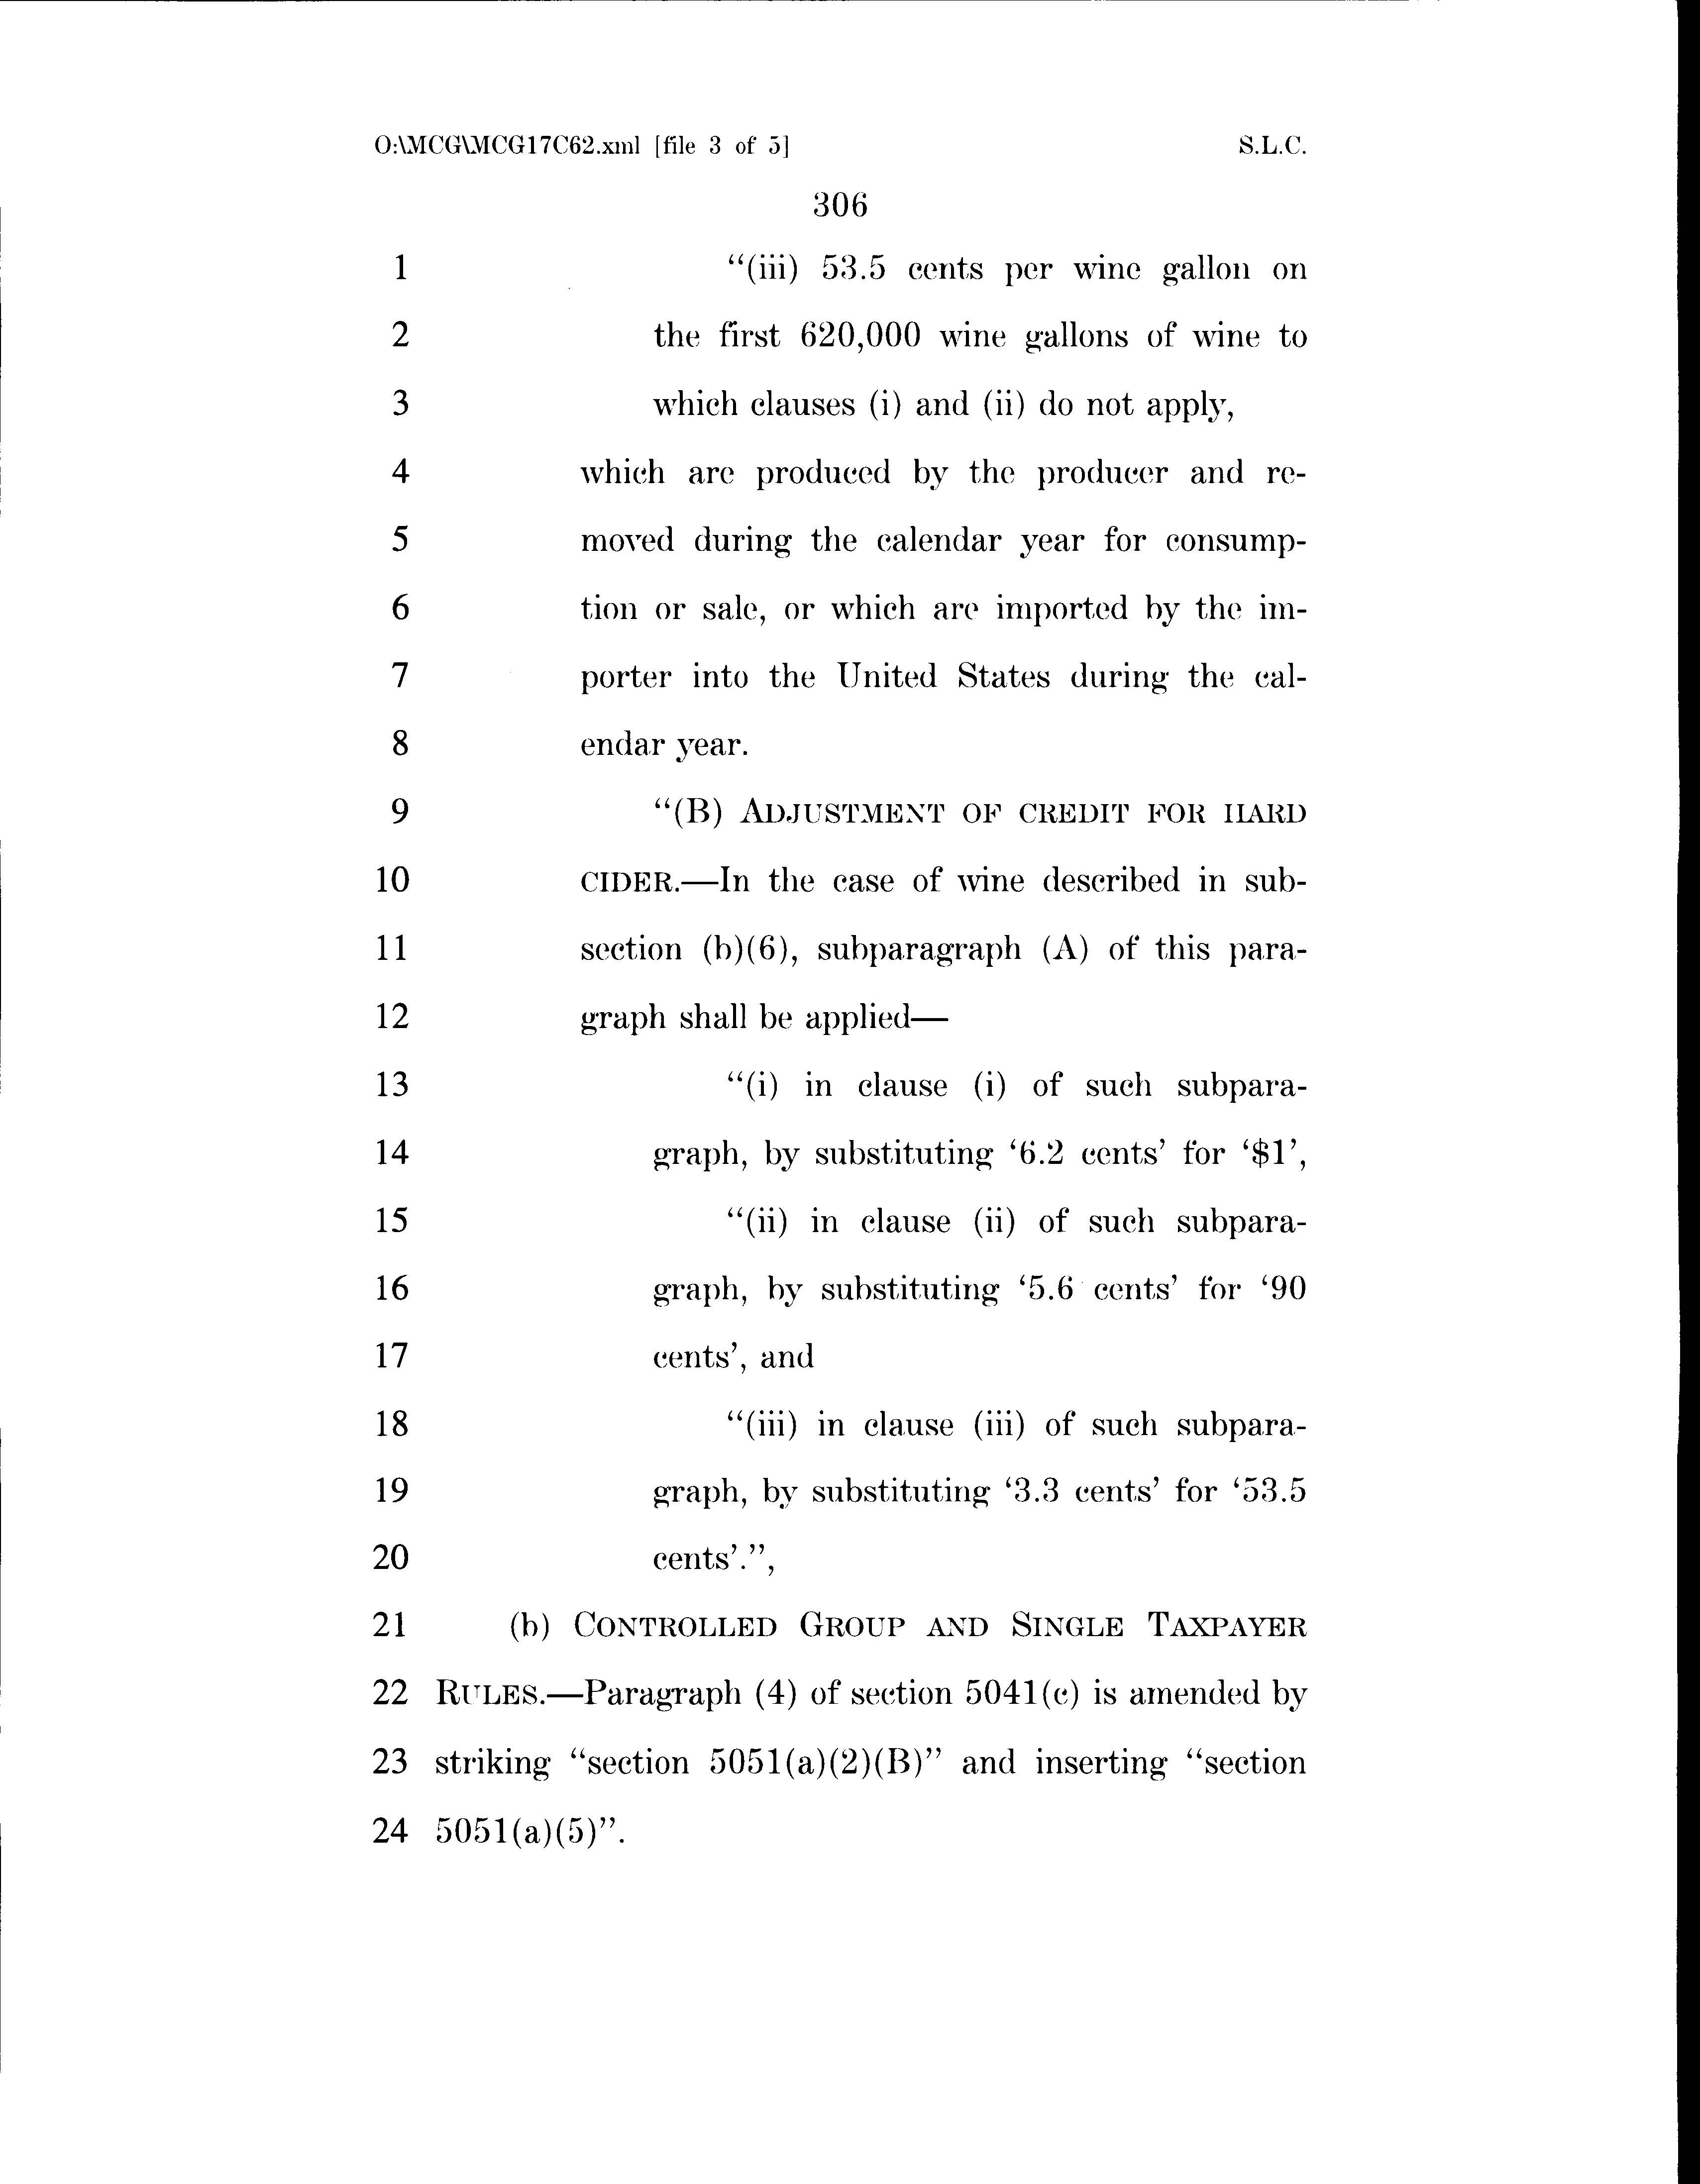 O:\MCG\MCG17C62.xml [file 3 of 5] S.L.C.
306
1 “(iii) 53.5 cents per wine gallon on
2 the first 620,000 wine gallons of wine to
3 which clauses (i) and (ii) do not apply,
4 which are produced by the producer and re-
5 moved during the calendar year for consump-
6 tion or sale, or which are imported by the im-
7 porter into the United States during the cal-
8 endar year.
9 “(B) ADJUSTMENT OF CREDIT FOR HARD
10 CIDER.—In the case of wine described in sub-
11 section (b)(6), subparagraph (A) of this para-
12 graph shall be applied—
13 “(i) in clause (i) of such subpara-
14 graph, by substituting ‘6.2 cents’ for ‘$1’,
15 “(ii) in clause (ii) of such subpara-
16 graph, by substituting ‘5.6 cents’ for ‘90
17 cents’, and
18 “(iii) in clause (iii) of such subpara-
19 graph, by substituting ‘3.3 cents’ for ‘53.5
20 cents’.”,
21 (b) CONTROLLED GROUP AND SINGLE TAXPAYER
22 RULES.—Paragraph (4) of section 5041(c) is amended by
23 striking “section 5051(a)(2)(B)” and inserting “section
24 5051(a)(5)”.